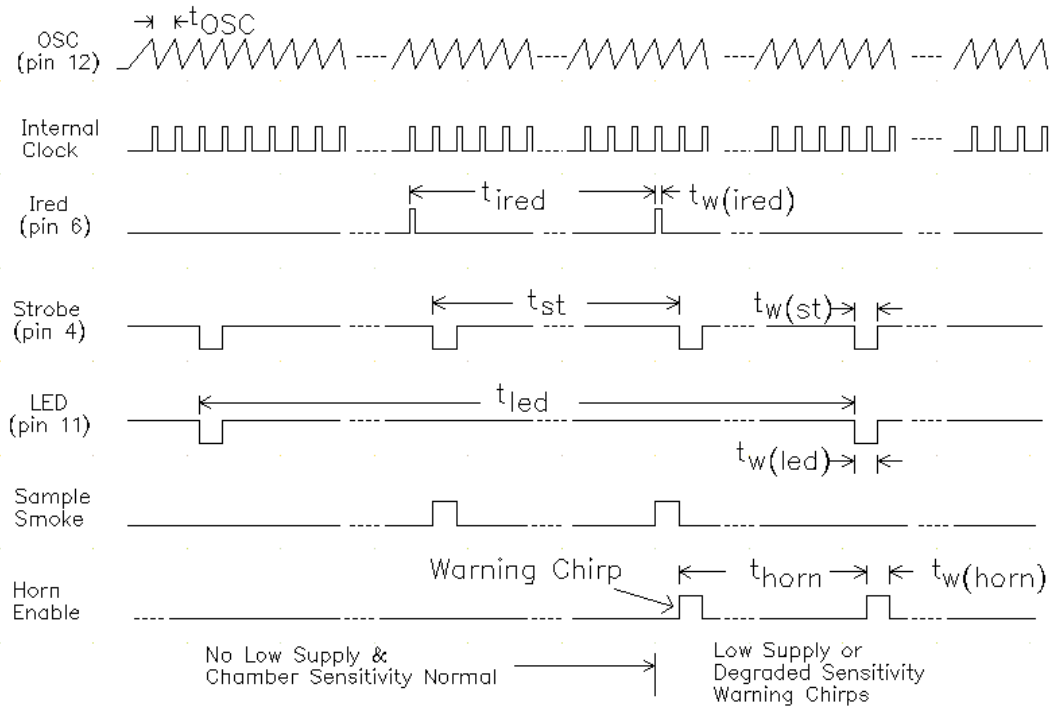 tOSC
OSC
(pin 12)
Internal
Clock
tired
tw(ired)
Ired
(pin 6)
tst
tw(st)
Strobe
(pin 4)
tled
LED
(pin 11)
tw(led)
Sample
Smoke
Warning Chirp
thorn
tw(horn)
Horn
Enable
No Low Supply &
Chamber Sensitivity Normal
Low Supply or
Degraded Sensitivity
Warning Chirps